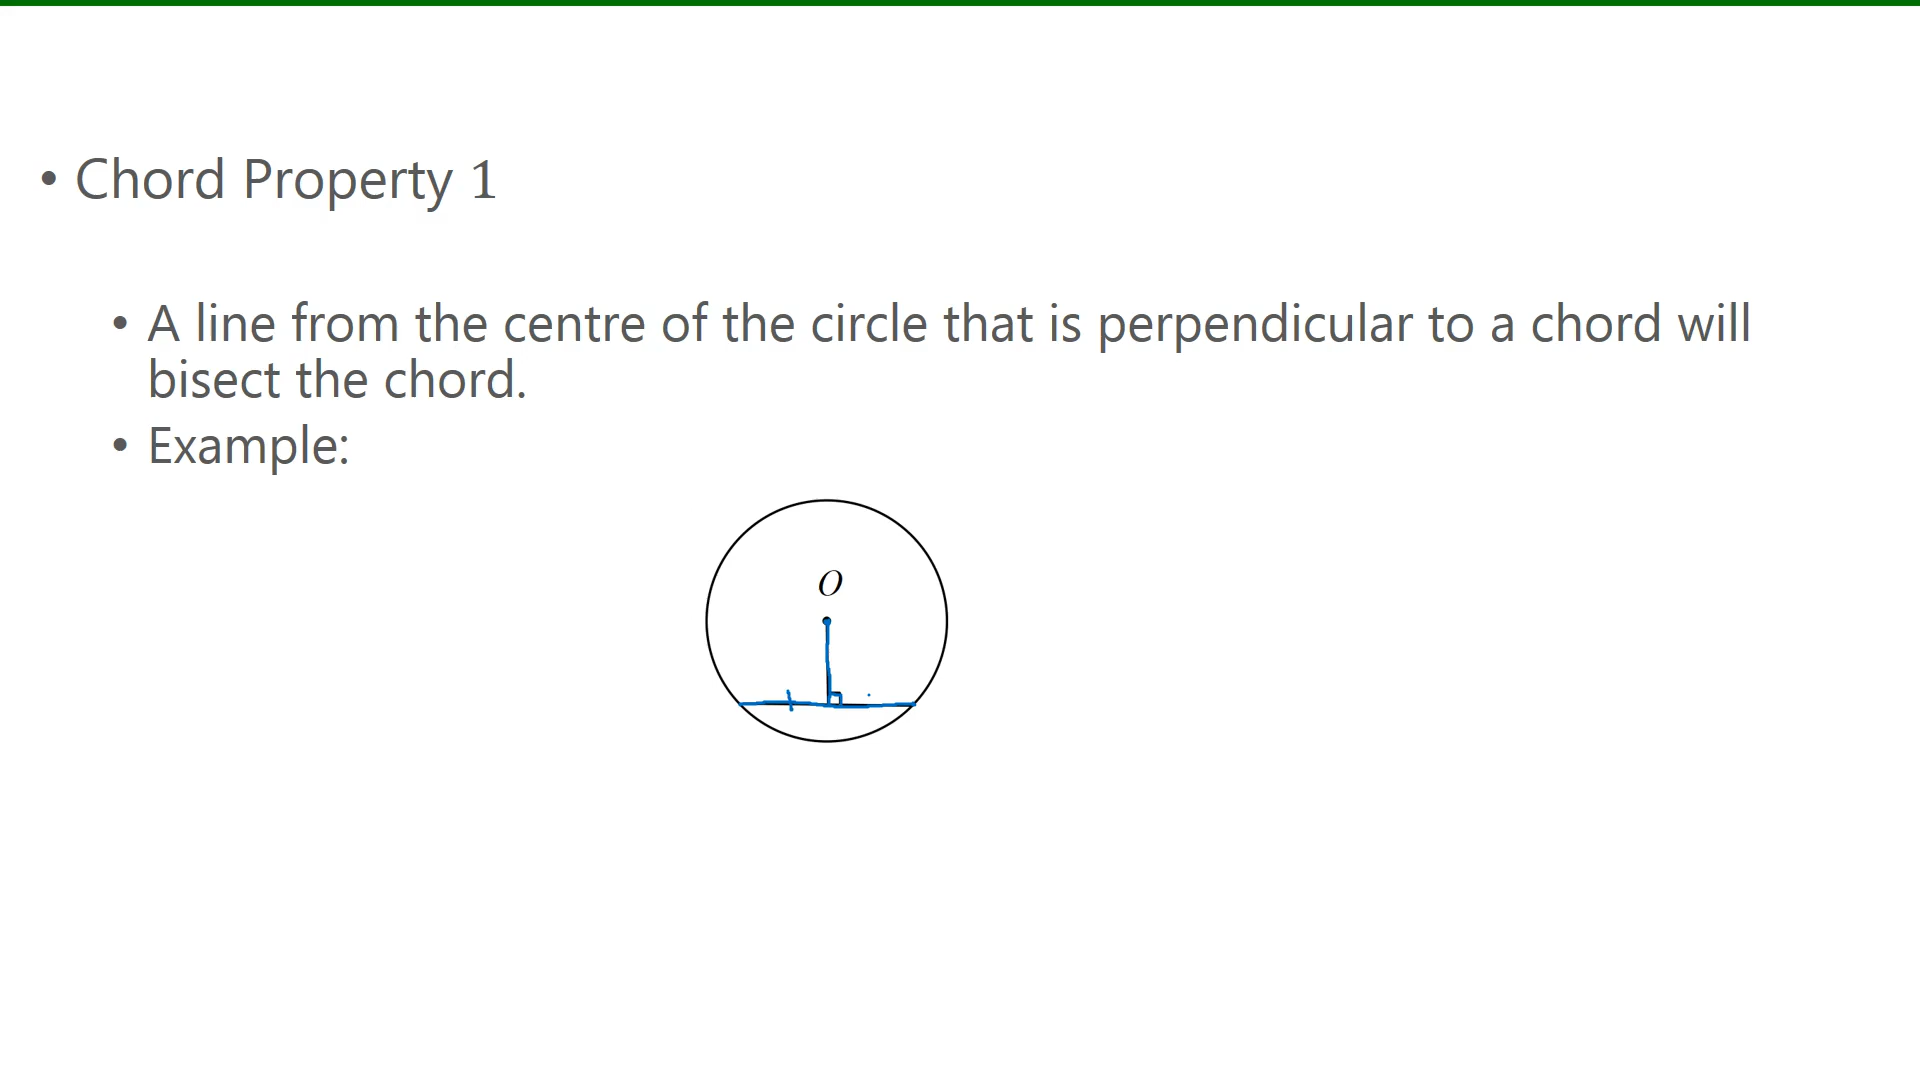 • Chord Property 1
• A line from the centre of the circle that is perpendicular to a chord will
bisect the chord.
• Example:
O